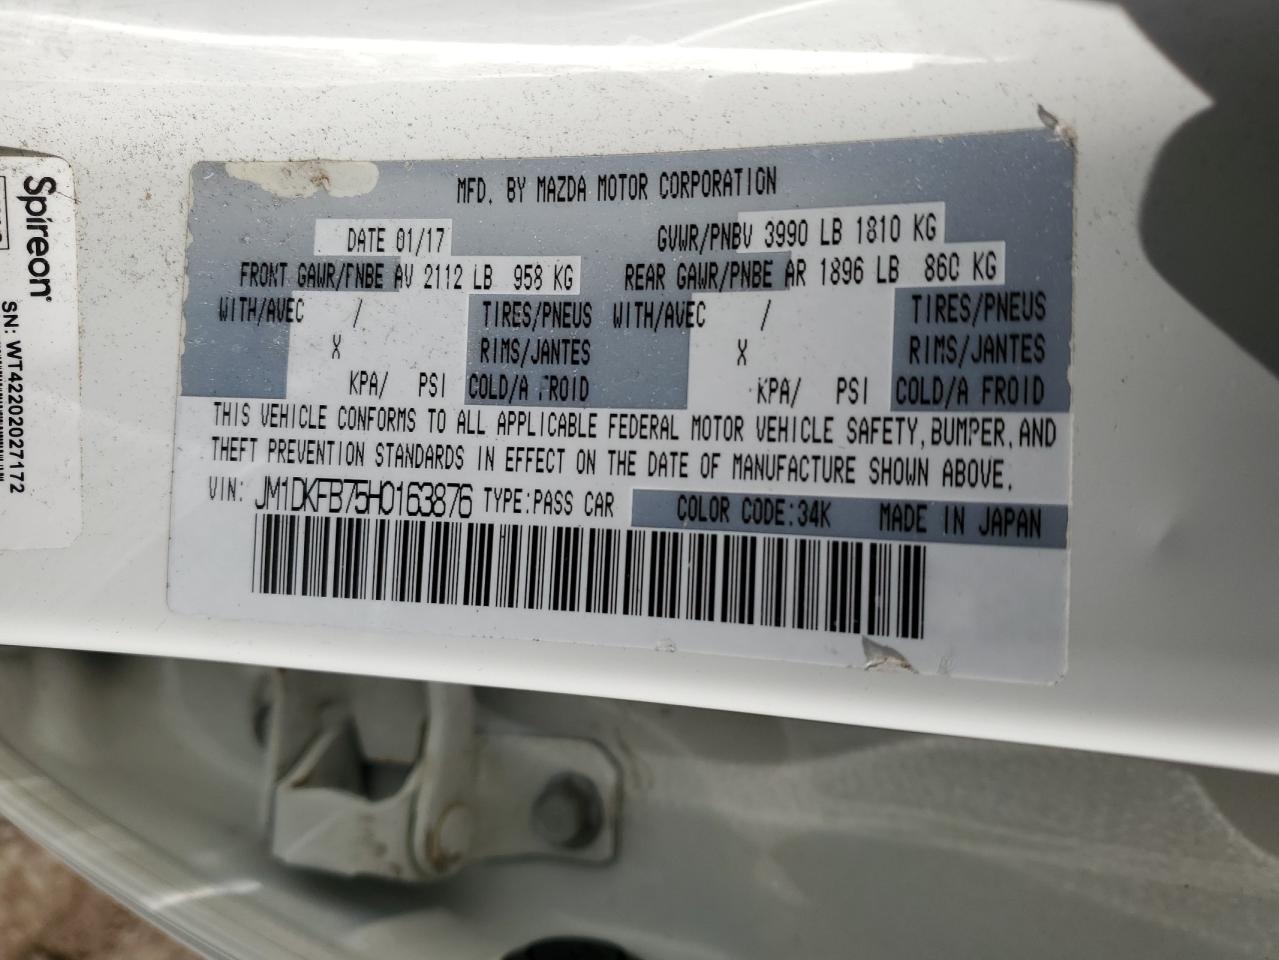 MFD. BY MAZDA MOTOR CORPORATION
DATE 01/17 GVWR/PNBV 3990 LB 1810 KG
FRONT GAWR/PNBE AV 2112 LB 958 KG REAR GAWR/PNBE AR 1896 LB 860 KG
WITH/AVEC / TIRES/PNEUS WITH/AVEC / TIRES/PNEUS
X RIMS/JANTES X RIMS/JANTES
KPA/ PSI COLD/A FROID KPA/ PSI COLD/A FROID
THIS VEHICLE CONFORMS TO ALL APPLICABLE FEDERAL MOTOR VEHICLE SAFETY, BUMPER, AND
THEFT PREVENTION STANDARDS IN EFFECT ON THE DATE OF MANUFACTURE SHOWN ABOVE.
VIN: JM1DKFB75H0163876 TYPE:PASS CAR COLOR CODE:34K MADE IN JAPAN
Spireon
SN: WT4220202717​2